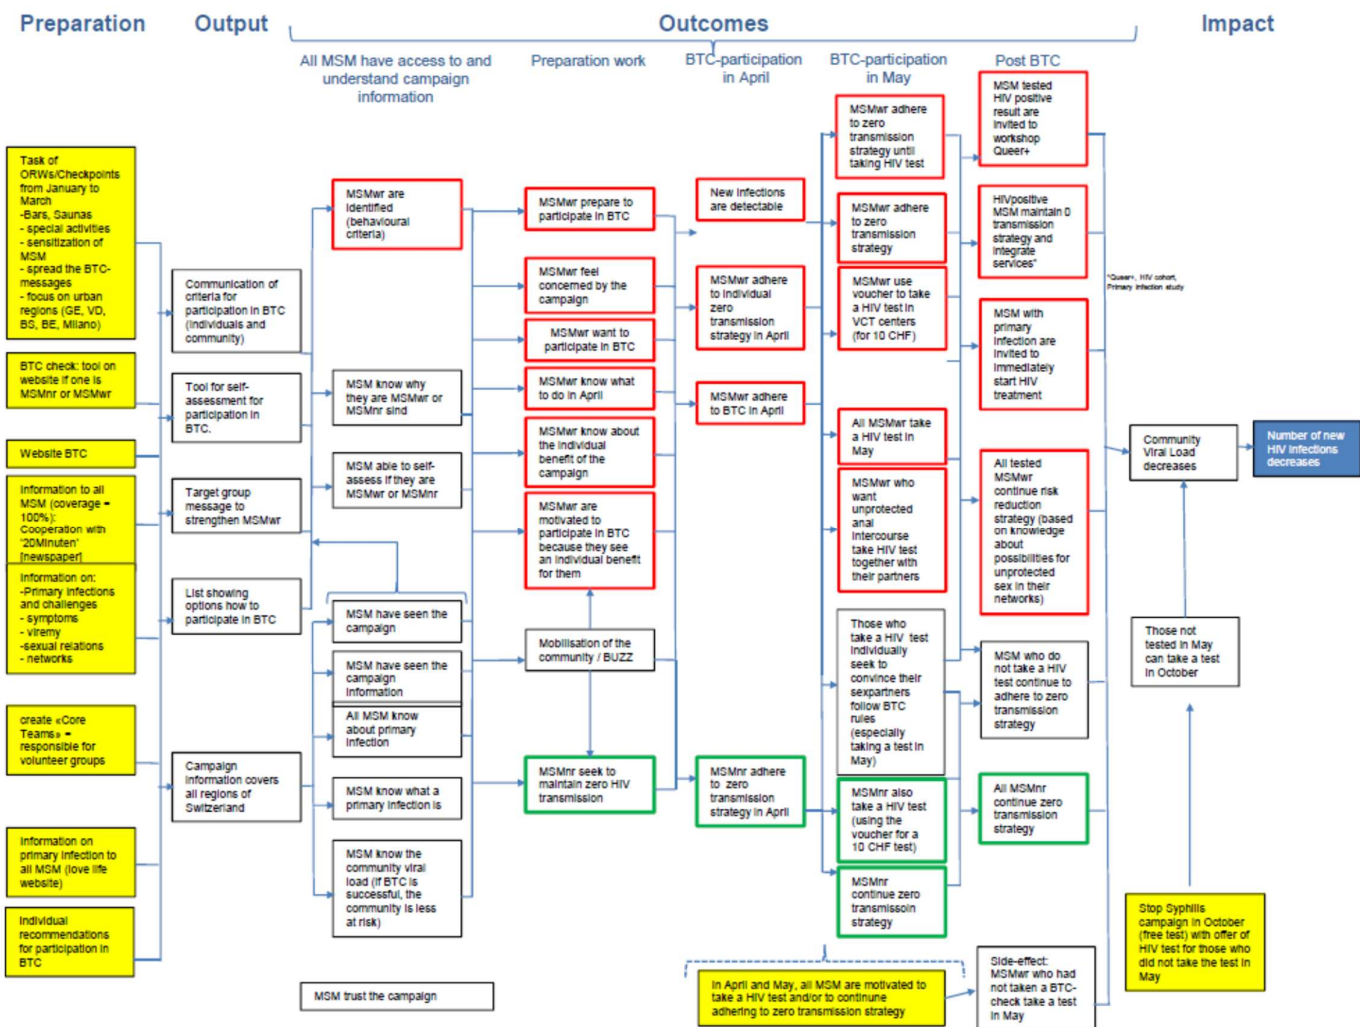 Preparation
Output
Outcomes
Impact
All MSM have access to and
understand campaign
information
Preparation work
BTC-participation
in April
BTC-participation
in May
Post BTC
Task of
ORWs/Checkpoints
from January to
March
-Bars, Saunas
- special activities
- sensitization of
MSM
- spread the BTC-
messages
- focus on urban
regions (GE, VD,
BS, BE, Milano)
BTC check: tool on
website if one is
MSMnr or MSMwr
Website BTC
Information to all
MSM (coverage =
100%):
Cooperation with
'20Minuten'
[newspaper]
Information on:
-Primary infections
and challenges
- symptoms
- viremy
-sexual relations
- networks
create «Core
Teams» =
responsible for
volunteer groups
Information on
primary infection to
all MSM (love life
website)
Individual
recommendations for
participation in
BTC
Communication of
criteria for
participation in BTC
(individuals and
community)
Tool for self-
assessment for
participation in
BTC.
Target group
message to
strengthen MSMwr
List showing
options how to
participate in BTC
Campaign
information covers
all regions of
Switzerland
MSMwr are
identified
(behavioural
criteria)
MSM know why
they are MSMwr or
MSMnr sind
MSM able to self-
assess if they are
MSMwr or MSMnr
MSM have seen the
campaign
MSM have seen the
campaign information
All MSM know
about primary
infection
MSM know what
a primary infection is
MSM know the
community viral
load (if BTC is
successful, the
community is less
at risk)
MSM trust the campaign
MSMwr prepare to
participate in BTC
MSMwr feel
concerned by the
campaign
MSMwr want to
participate in BTC
MSMwr know what
to do in April
MSMwr know about
the individual
benefit of the
campaign
MSMwr are
motivated to
participate in BTC
because they see
an individual benefit
for them
Mobilisation of the
community / BUZZ
MSMnr seek to
maintain zero HIV
transmission
New infections
are detectable
MSMwr adhere
to individual
zero
transmission
strategy in April
MSMwr adhere
to BTC in April
MSMnr adhere
to zero
transmission
strategy in April
MSMwr adhere
to zero
transmission
strategy until
taking HIV test
MSMwr adhere
to zero
transmission
strategy
MSMwr use
voucher to take
a HIV test in
VCT centers
(for 10 CHF)
All MSMwr take
a HIV test in
May
MSMwr who
want
unprotected
anal
intercourse
take HIV test
together with
their partners
Those who
take a HIV test
individually
seek to
convince their
sexpartners
follow BTC
rules
(especially
taking a test in
May)
MSMnr also
take a HIV test
(using the
voucher for a
10 CHF test)
MSMnr
continue zero
transmissoin
strategy
In April and May, all MSM are motivated to
take a HIV test and/or to continune
adhering to zero transmission strategy
MSM tested
HIV positive
result are
invited to
workshop
Queer+
HIVpositive
MSM maintain 0
transmission
strategy and
integrate
services*
*Queer+, HIV cohort,
Primary infection study
MSM with
primary
infection are
invited to
immediately
start HIV
treatment
All tested
MSMwr
continue risk
reduction
strategy (based
on knowledge
about
possibilities for
unprotected
sex in their
networks)
MSM who do
not take a HIV
test continue to
adhere to zero
transmission
strategy
All MSMnr
continue zero
transmission
strategy
Side-effect:
MSMwr who had
not taken a BTC-
check take a test
in May
Community
Viral Load
decreases
Number of new
HIV infections
decreases
Those not
tested in May
can take a test
in October
Stop Syphilis
campaign in October
(free test) with offer of
HIV test for those who
did not take the test in
May